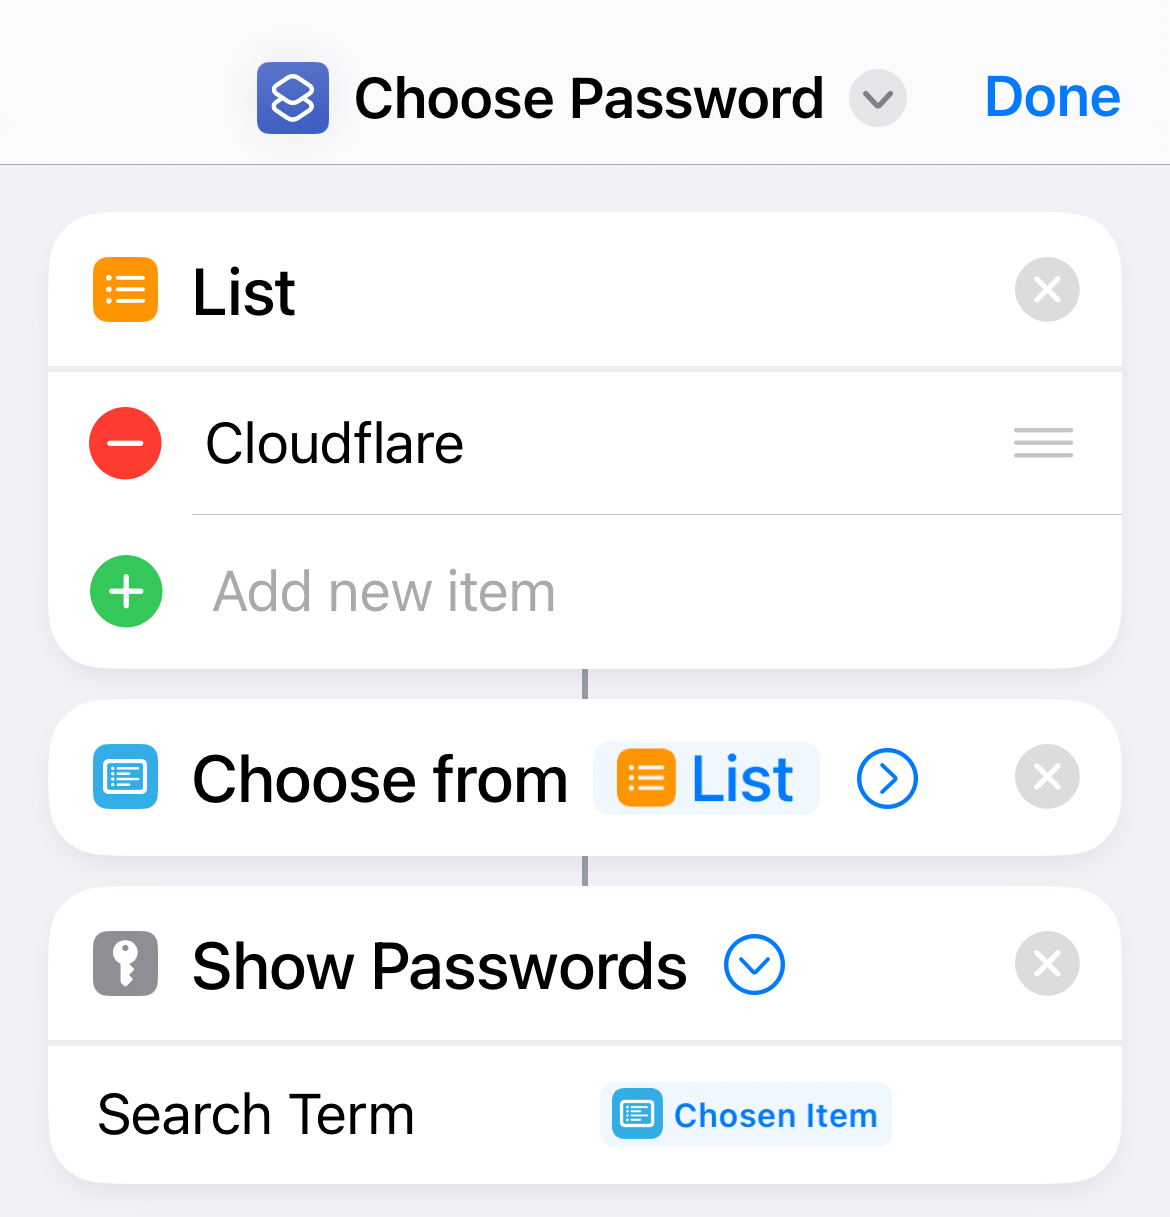 Choose Password
Done
List
Cloudflare
Add new item
Choose from List
Show Passwords
Search Term Chosen Item